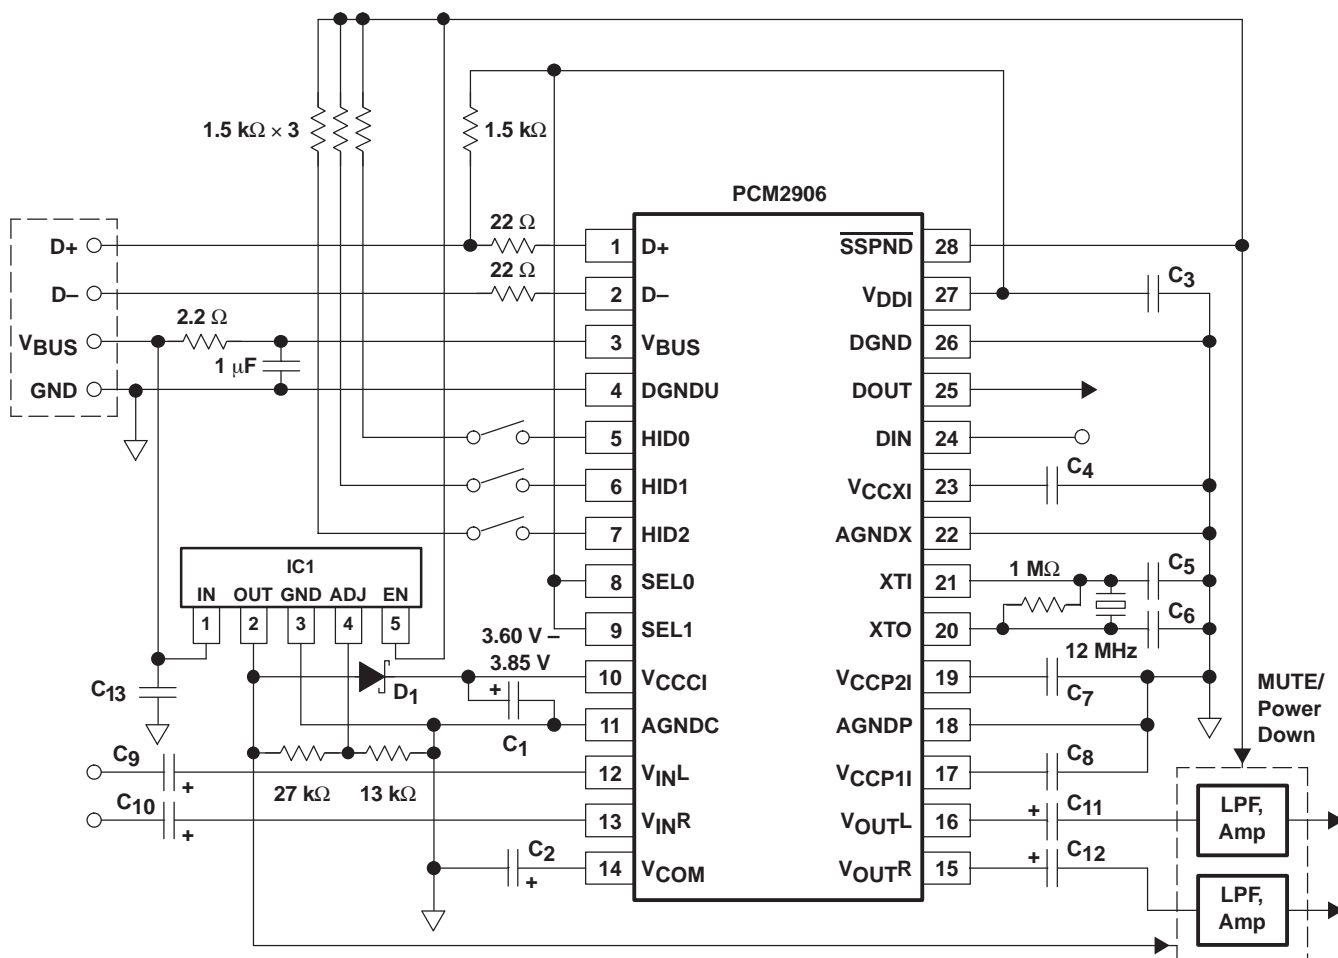 1.5 kΩ × 3
1.5 kΩ
PCM2906
22 Ω
22 Ω
D+
D–
VBUS
GND
2.2 Ω
1 µF
1 D+
2 D–
3 VBUS
4 DGNDU
5 HID0
6 HID1
7 HID2
8 SEL0
9 SEL1
10 VCCCI
11 AGNDC
12 VINL
13 VINR
14 VCOM
SSPND 28
VDDI 27
DGND 26
DOUT 25
DIN 24
VCCXI 23
AGNDX 22
XTI 21
XTO 20
VCCP2I 19
AGNDP 18
VCCP1I 17
VOUTL 16
VOUTR 15
C3
C4
1 MΩ
C5
C6
12 MHz
C7
C8
+ C11
+ C12
MUTE/
Power
Down
LPF,
Amp
LPF,
Amp
IC1
IN OUT GND ADJ EN
1 2 3 4 5
3.60 V –
3.85 V
D1
+
C1
C13
C9
+
C10
+
27 kΩ 13 kΩ
C2
+